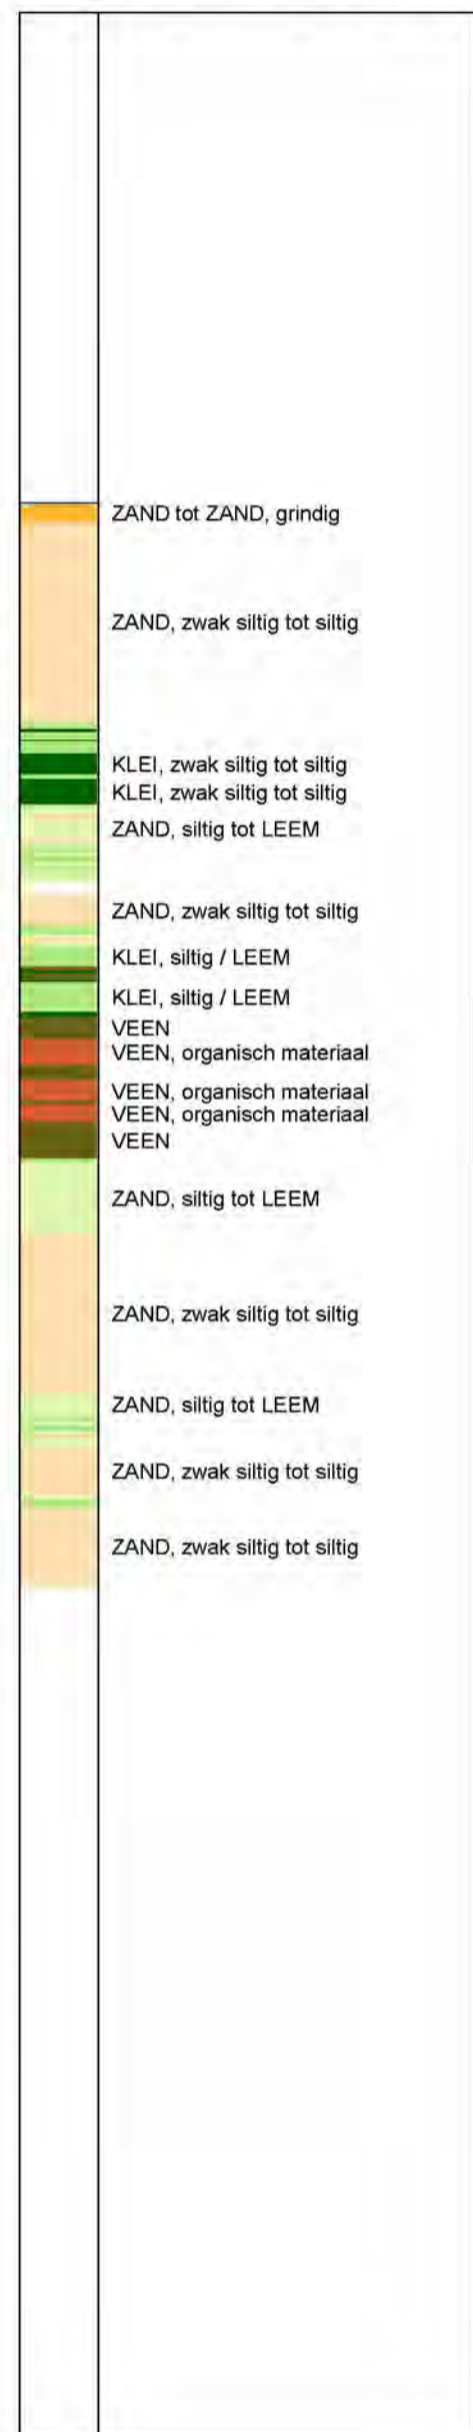 ZAND tot ZAND, grindig
ZAND, zwak siltig tot siltig
KLEI, zwak siltig tot siltig
KLEI, zwak siltig tot siltig
ZAND, siltig tot LEEM
ZAND, zwak siltig tot siltig
KLEI, siltig / LEEM
KLEI, siltig / LEEM
VEEN
VEEN, organisch materiaal
VEEN, organisch materiaal
VEEN, organisch materiaal
VEEN
ZAND, siltig tot LEEM
ZAND, zwak siltig tot siltig
ZAND, siltig tot LEEM
ZAND, zwak siltig tot siltig
ZAND, zwak siltig tot siltig